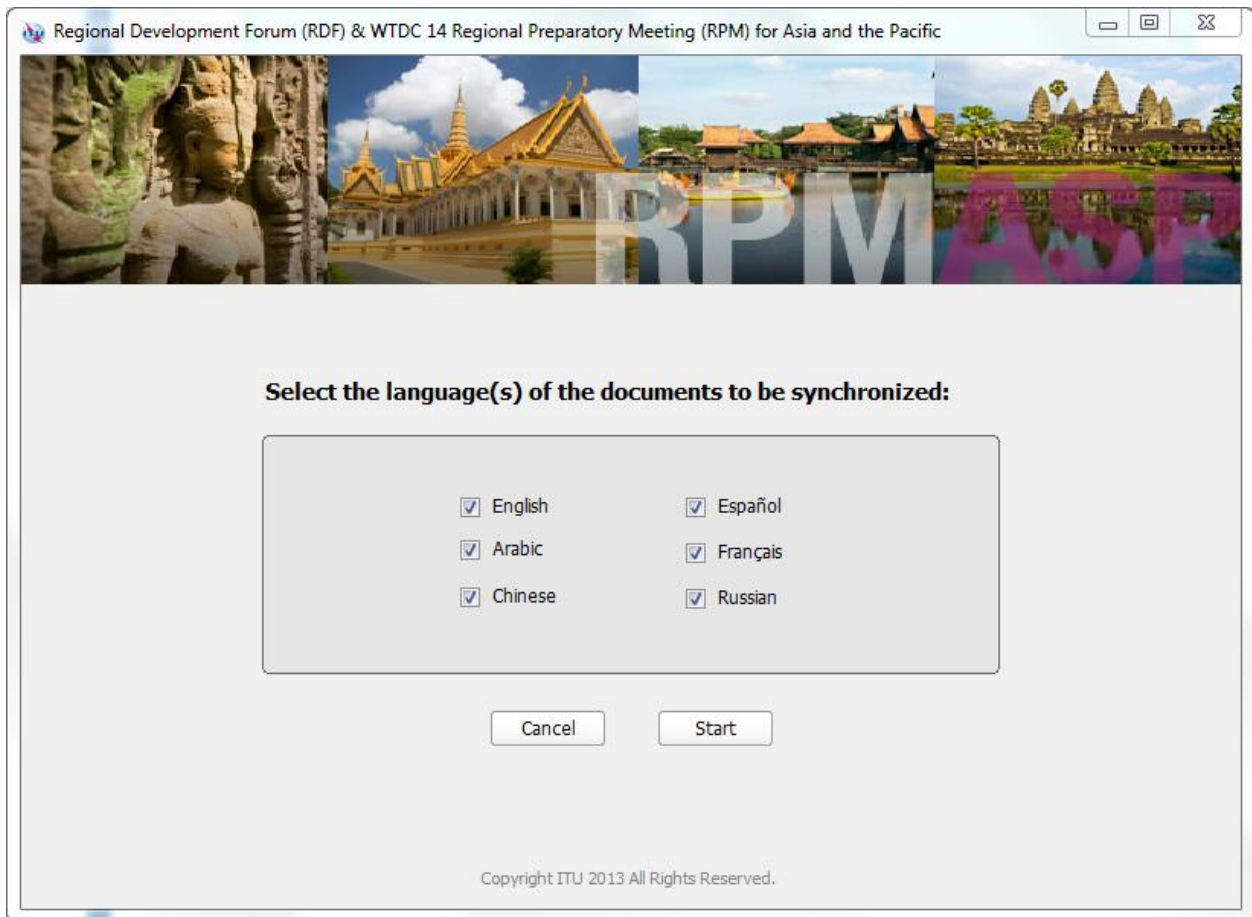 Regional Development Forum (RDF) & WTDC 14 Regional Preparatory Meeting (RPM) for Asia and the Pacific
RPMASP
Select the language(s) of the documents to be synchronized:
English
Español
Arabic
Français
Chinese
Russian
Cancel
Start
Copyright ITU 2013 All Rights Reserved.